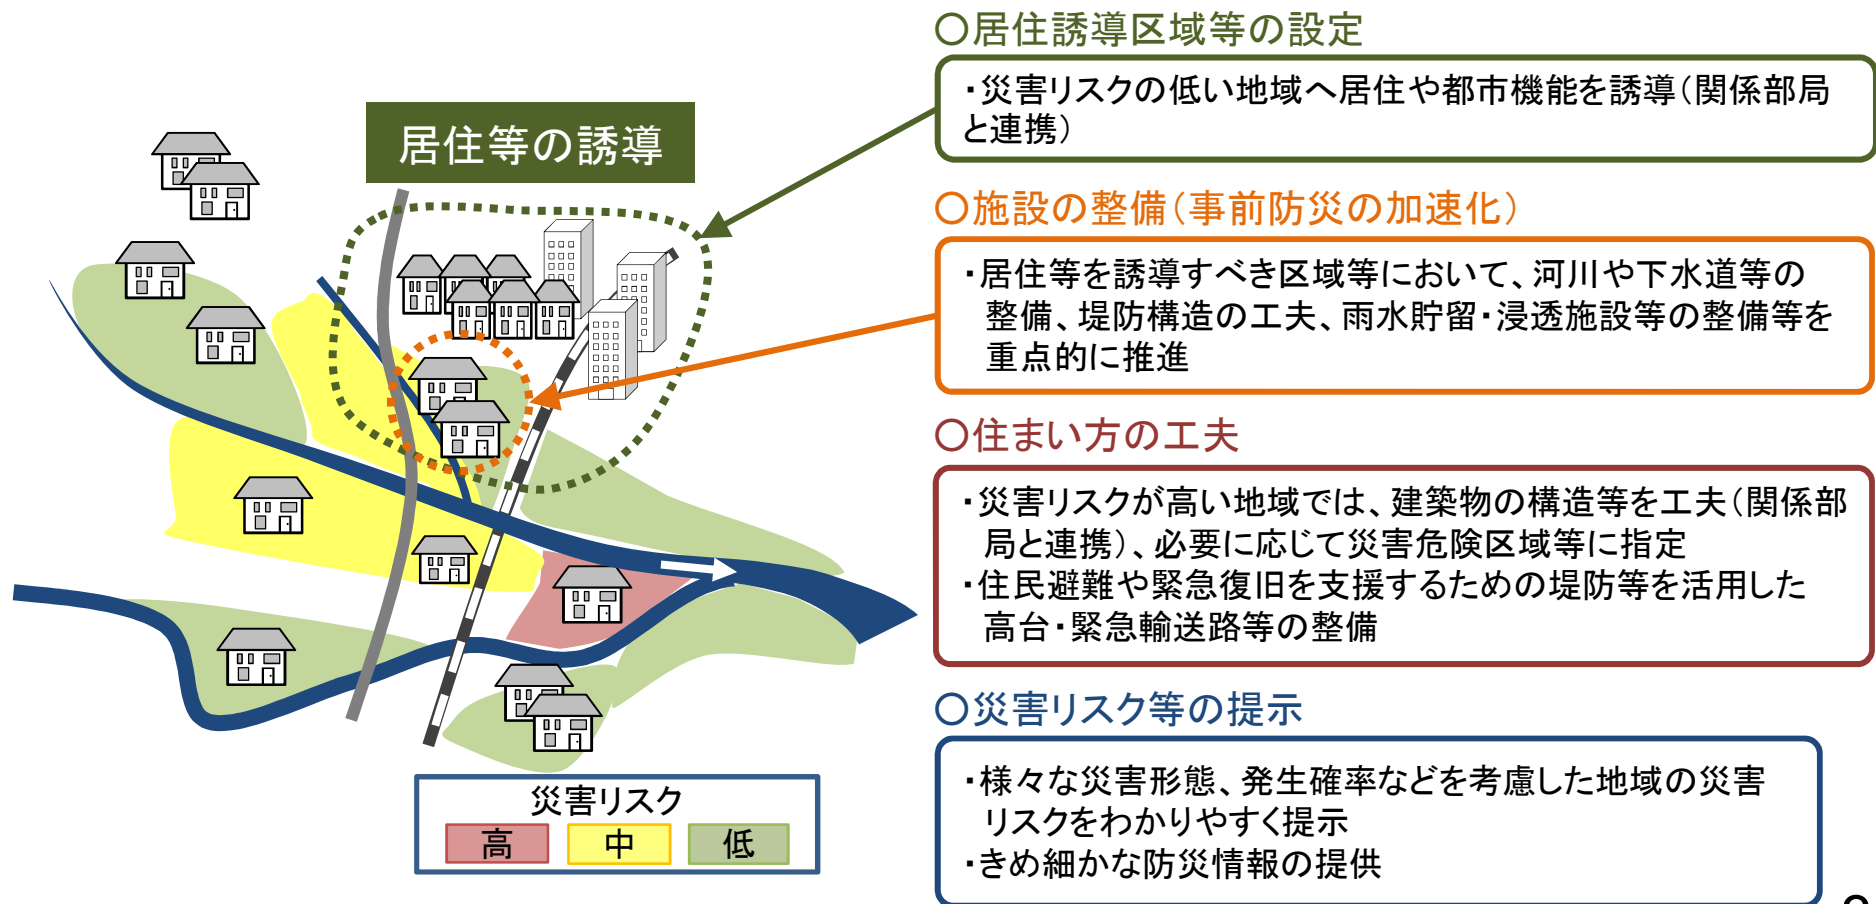 居住等の誘導
災害リスク
高
中
低
〇居住誘導区域等の設定
・災害リスクの低い地域へ居住や都市機能を誘導（関係部局
と連携）
〇施設の整備（事前防災の加速化）
・居住等を誘導すべき区域等において、河川や下水道等の
整備、堤防構造の工夫、雨水貯留・浸透施設等の整備等を
重点的に推進
〇住まい方の工夫
・災害リスクが高い地域では、建築物の構造等を工夫（関係部
局と連携）、必要に応じて災害危険区域等に指定
・住民避難や緊急復旧を支援するための堤防等を活用した
高台・緊急輸送路等の整備
〇災害リスク等の提示
・様々な災害形態、発生確率などを考慮した地域の災害
リスクをわかりやすく提示
・きめ細かな防災情報の提供